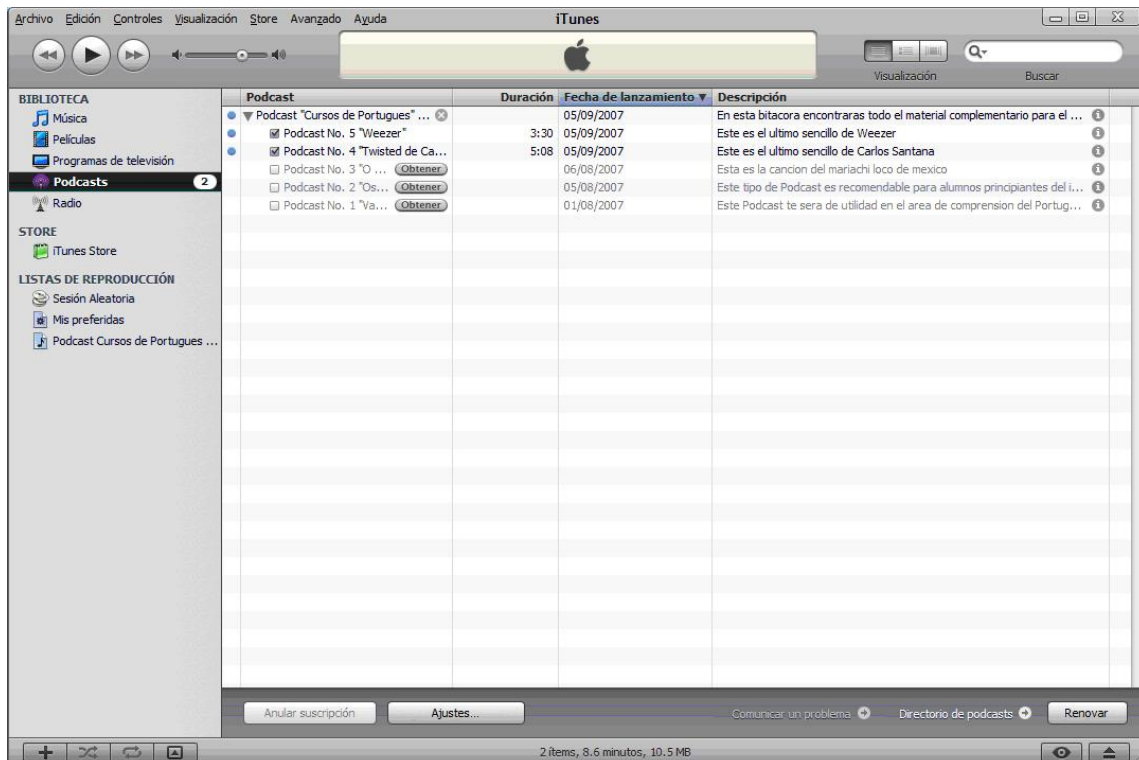 Archivo Edición Controles Visualización Store Avanzado Ayuda iTunes
Visualización Buscar
BIBLIOTECA
Música
Películas
Programas de televisión
Podcasts 2
Radio
STORE
iTunes Store
LISTAS DE REPRODUCCIÓN
Sesión Aleatoria
Mis preferidas
Podcast Cursos de Portugues ...
Podcast Duración Fecha de lanzamiento Descripción
Podcast "Cursos de Portugues" ... 05/09/2007 En esta bitacora encontraras todo el material complementario para el ...
Podcast No. 5 "Weezer" 3:30 05/09/2007 Este es el ultimo sencillo de Weezer
Podcast No. 4 "Twisted de Ca... 5:08 05/09/2007 Este es el ultimo sencillo de Carlos Santana
Podcast No. 3 "O ... Obtener 06/08/2007 Esta es la cancion del mariachi loco de mexico
Podcast No. 2 "Os... Obtener 05/08/2007 Este tipo de Podcast es recomendable para alumnos principiantes del i...
Podcast No. 1 "Va... Obtener 01/08/2007 Este Podcast te sera de utilidad en el area de comprension del Portug...
Anular suscripción Ajustes... Comunicar un problema Directorio de podcasts Renovar
2 ítems, 8.6 minutos, 10.5 MB